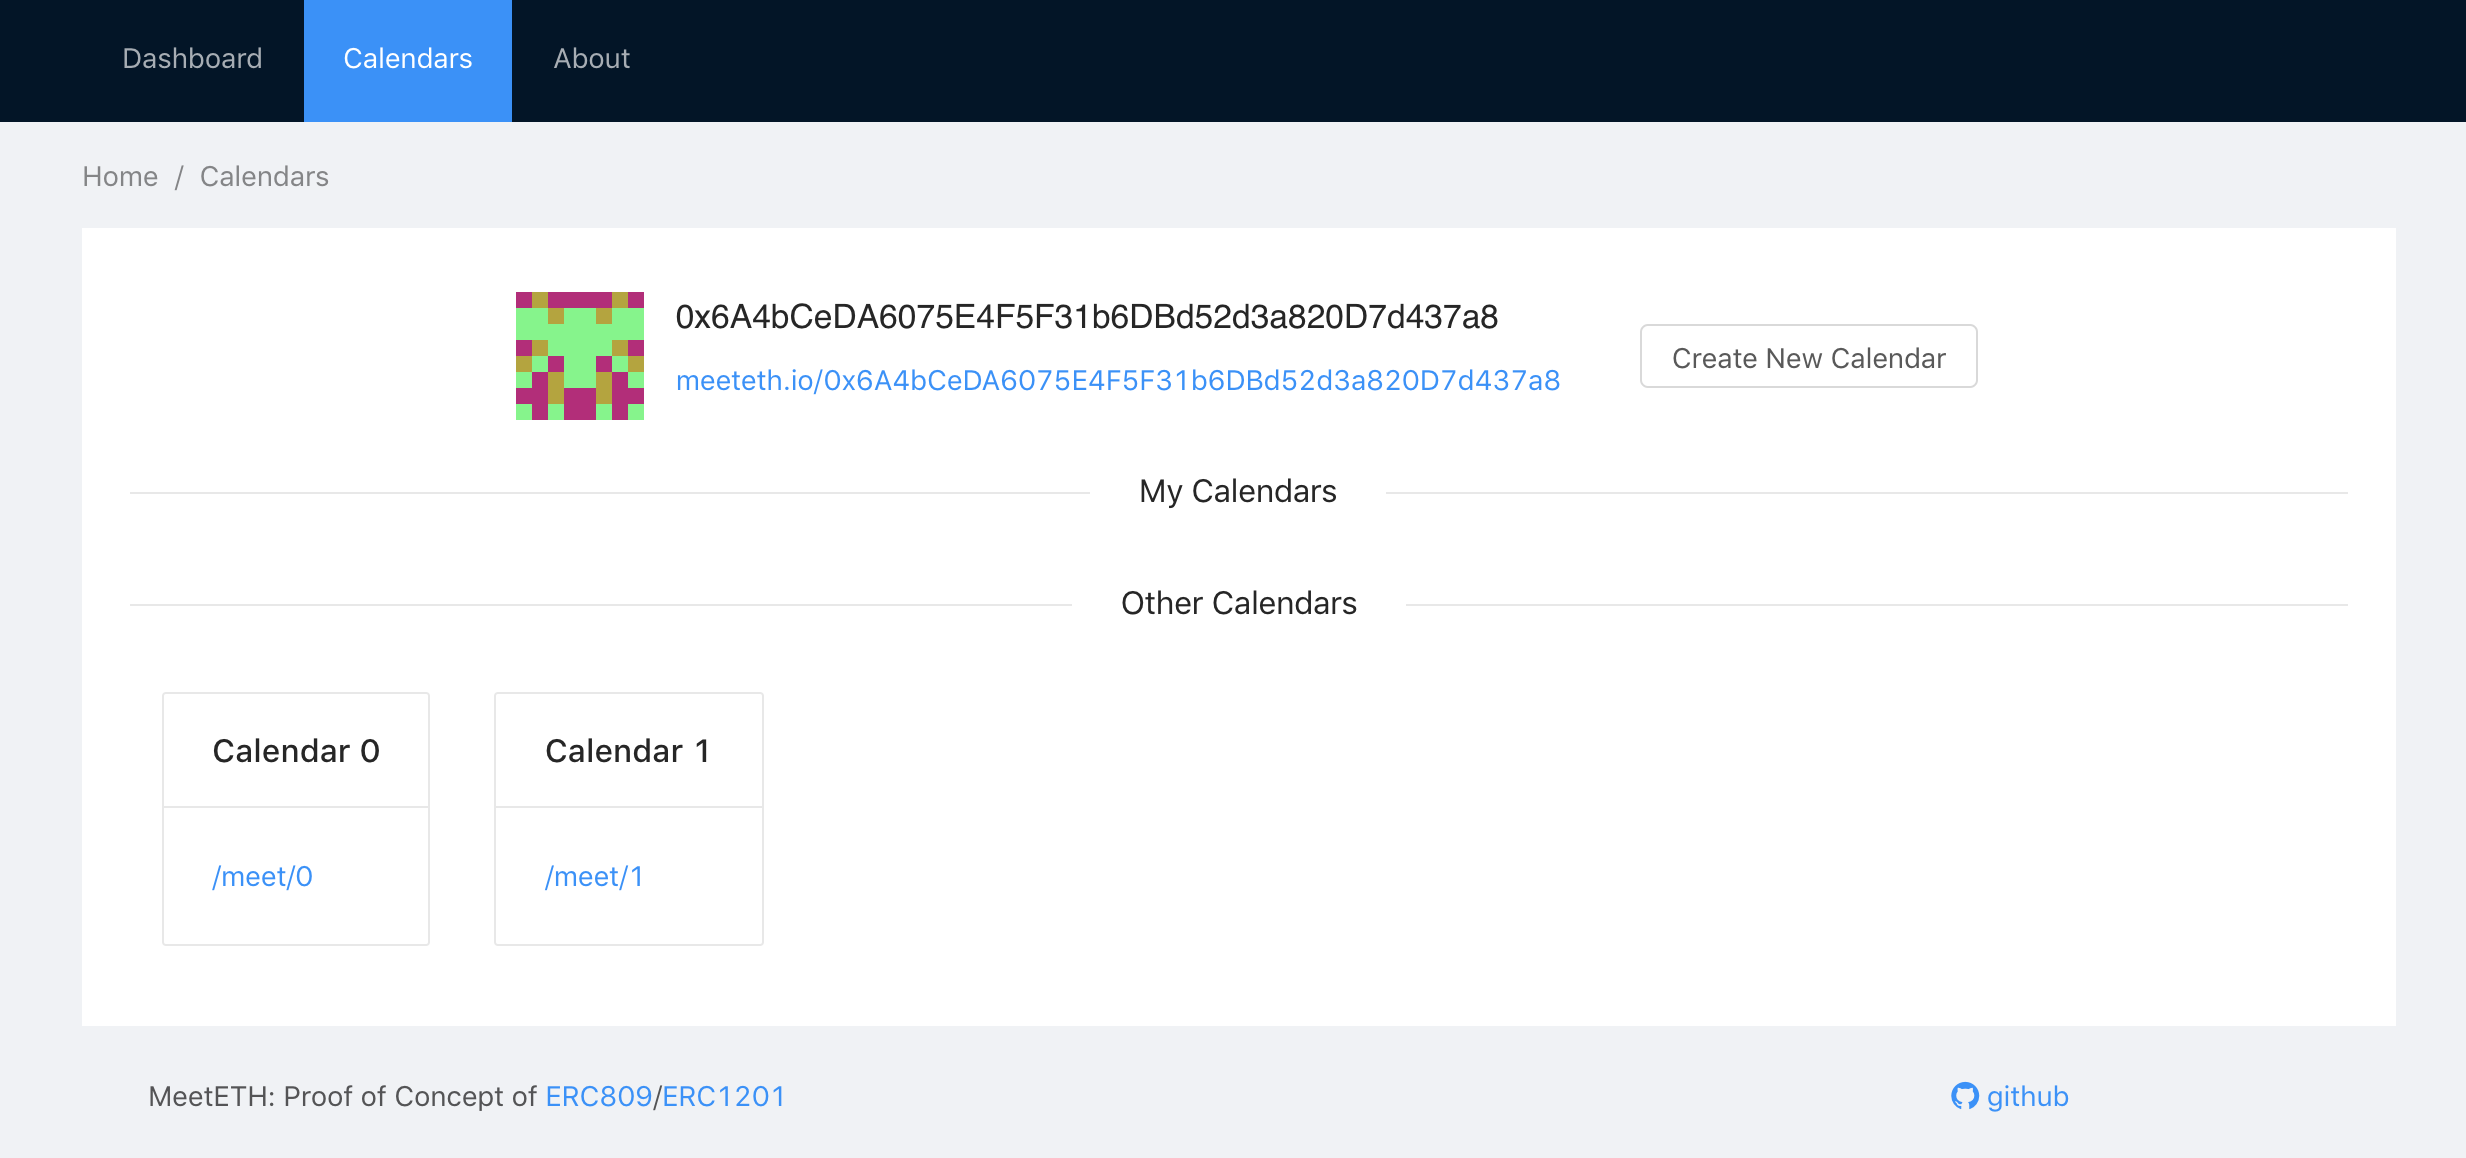 Dashboard Calendars About
Home / Calendars
0x6A4bCeDA6075E4F5F31b6DBd52d3a820D7d437a8
meeteth.io/0x6A4bCeDA6075E4F5F31b6DBd52d3a820D7d437a8
Create New Calendar
My Calendars
Other Calendars
Calendar 0
/meet/0
Calendar 1
/meet/1
MeetETH: Proof of Concept of ERC809/ERC1201
github